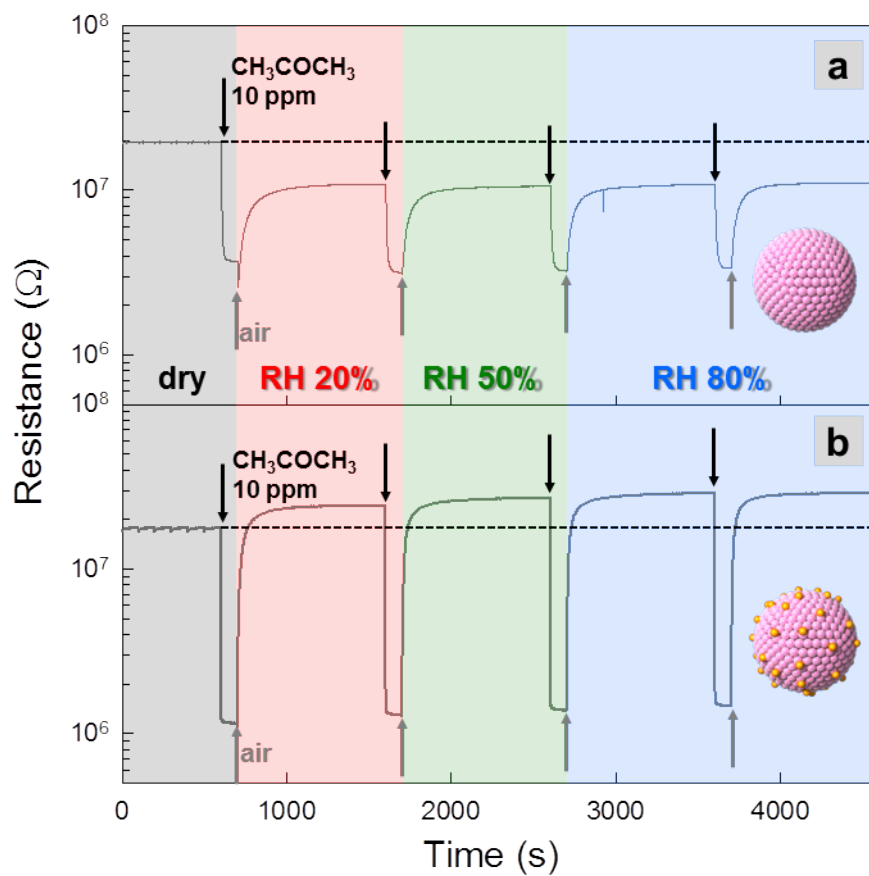 10⁸
CH₃COCH₃
10 ppm
a
10⁷
air
10⁶
dry
RH 20%
RH 50%
RH 80%
10⁸
CH₃COCH₃
10 ppm
b
10⁷
10⁶
air
0
1000
2000
3000
4000
Resistance (Ω)
Time (s)